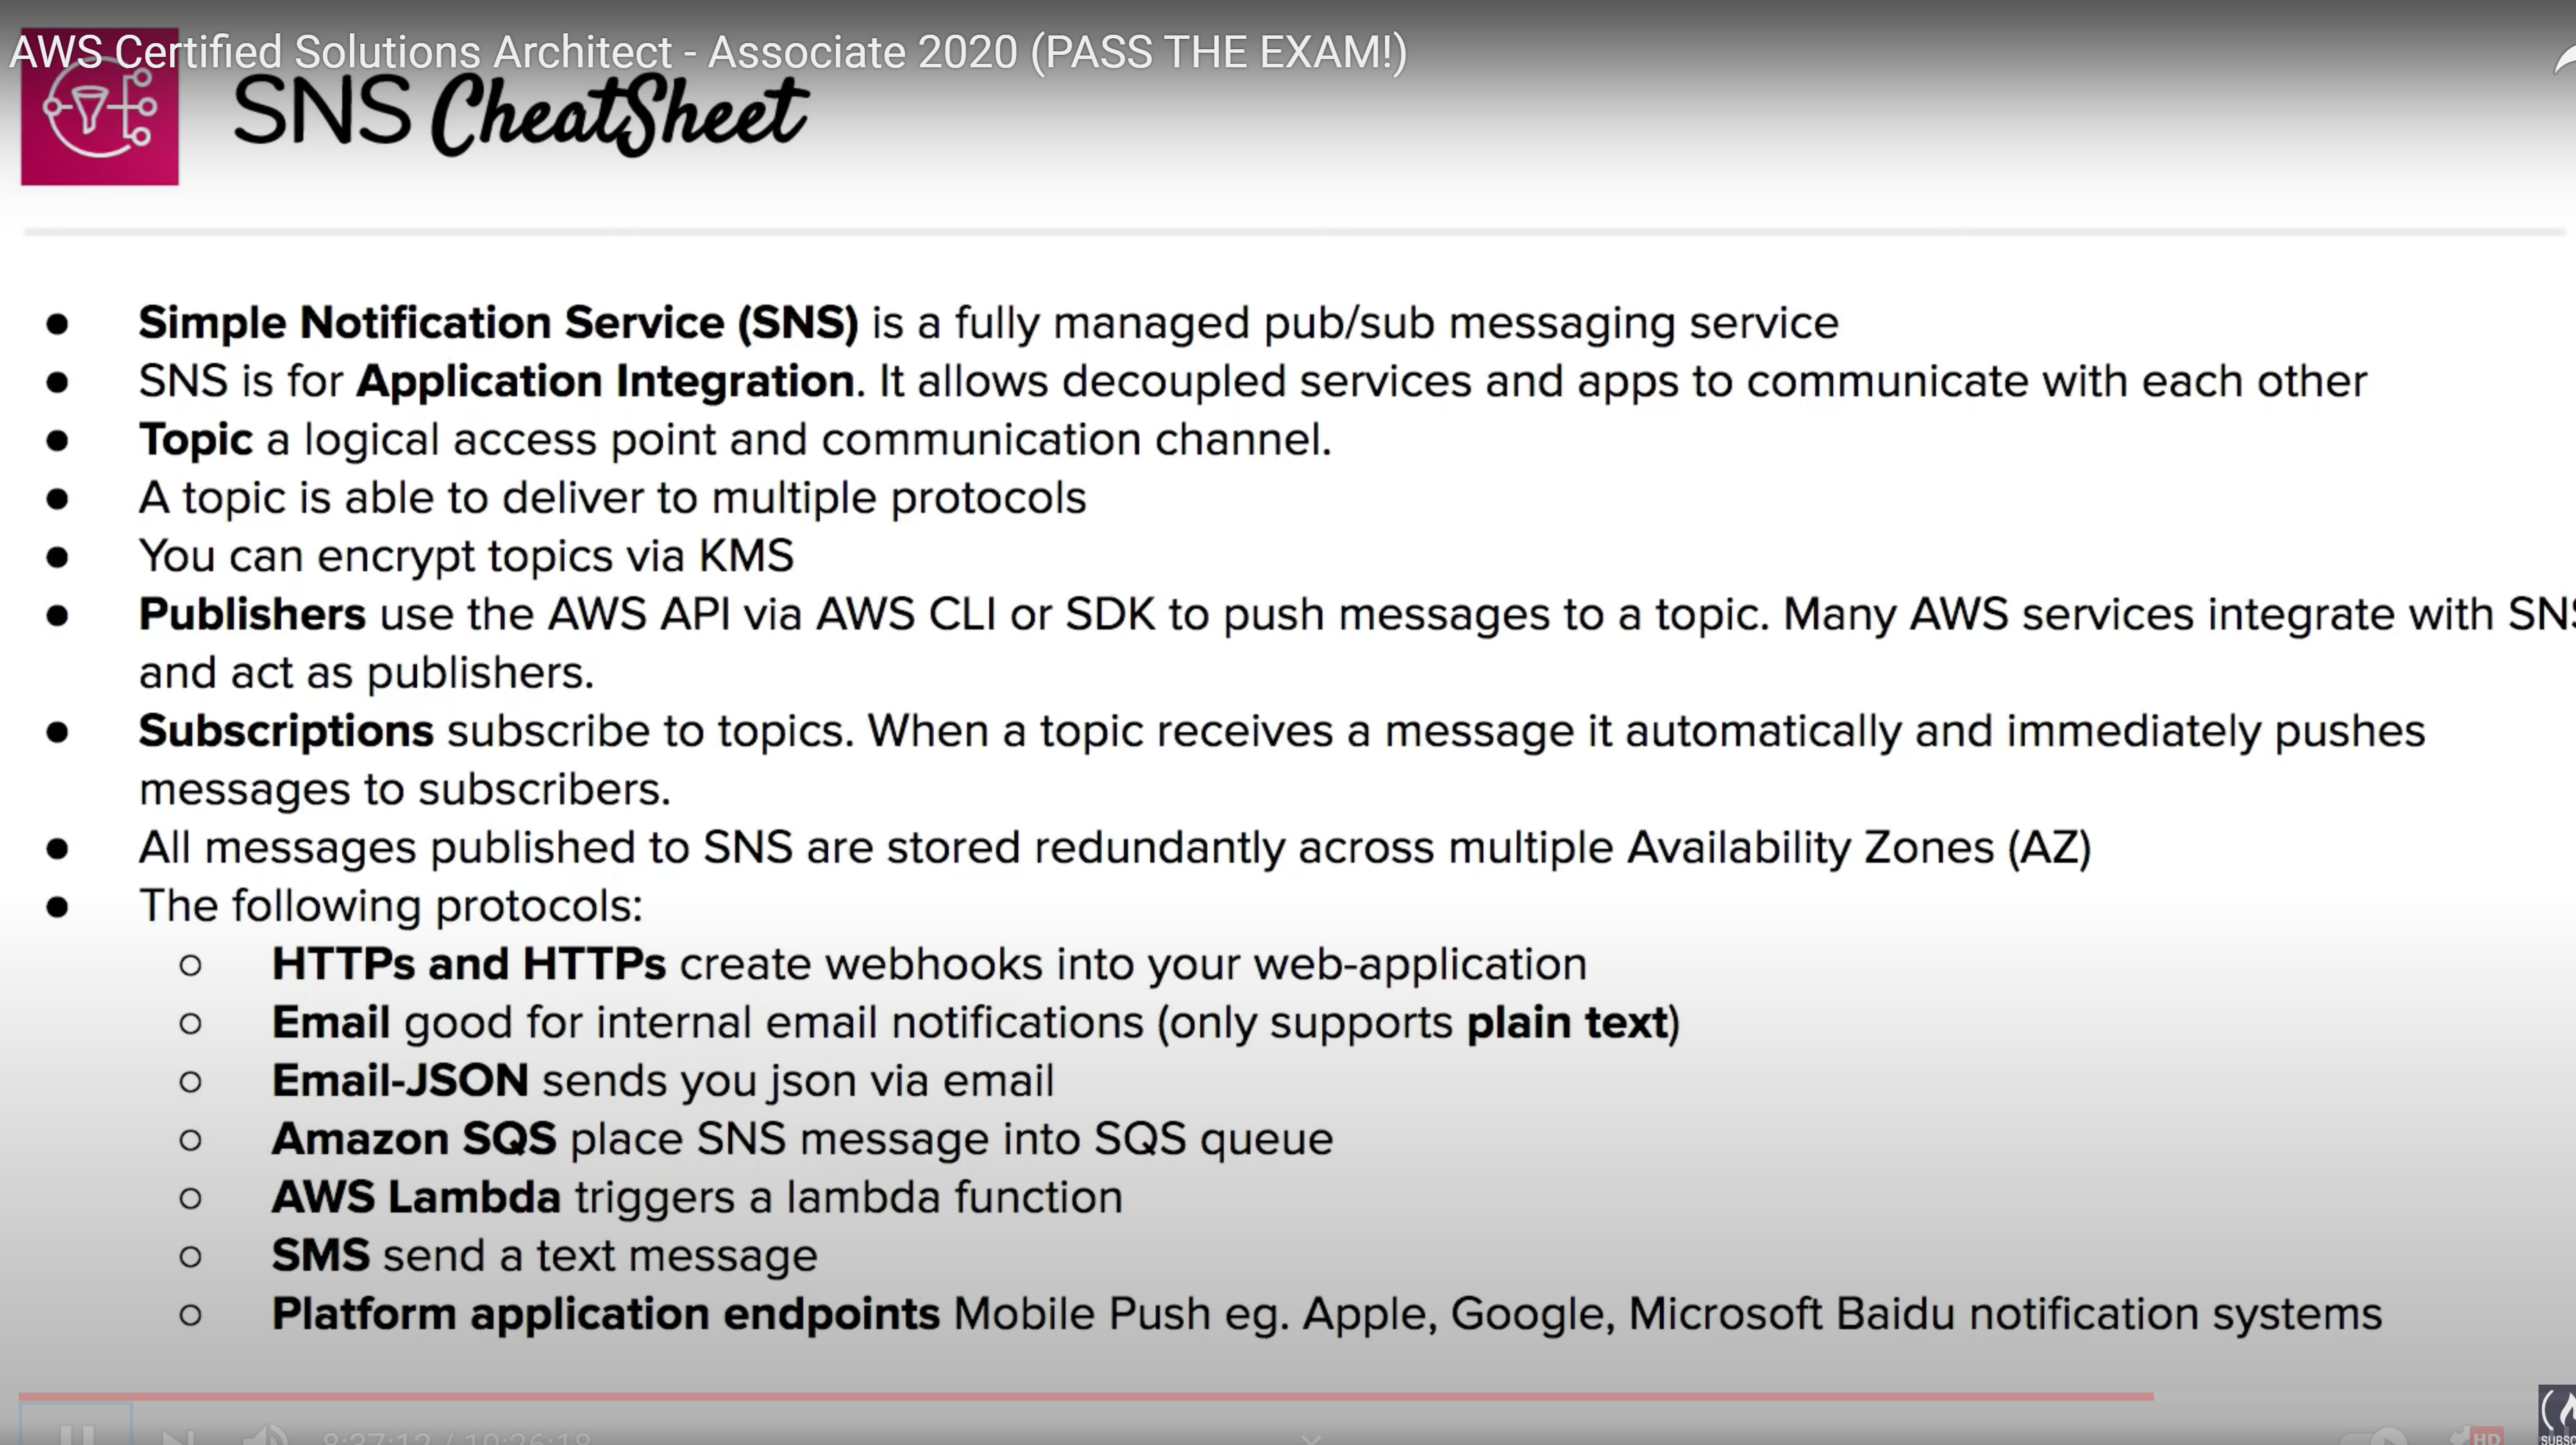 AWS Certified Solutions Architect - Associate 2020 (PASS THE EXAM!)
SNS CheatSheet
● Simple Notification Service (SNS) is a fully managed pub/sub messaging service
● SNS is for Application Integration. It allows decoupled services and apps to communicate with each other
● Topic a logical access point and communication channel.
● A topic is able to deliver to multiple protocols
● You can encrypt topics via KMS
● Publishers use the AWS API via AWS CLI or SDK to push messages to a topic. Many AWS services integrate with SNS
and act as publishers.
● Subscriptions subscribe to topics. When a topic receives a message it automatically and immediately pushes
messages to subscribers.
● All messages published to SNS are stored redundantly across multiple Availability Zones (AZ)
● The following protocols:
○ HTTPs and HTTPs create webhooks into your web-application
○ Email good for internal email notifications (only supports plain text)
○ Email-JSON sends you json via email
○ Amazon SQS place SNS message into SQS queue
○ AWS Lambda triggers a lambda function
○ SMS send a text message
○ Platform application endpoints Mobile Push eg. Apple, Google, Microsoft Baidu notification systems
8:37:12 / 10:26:18
HD